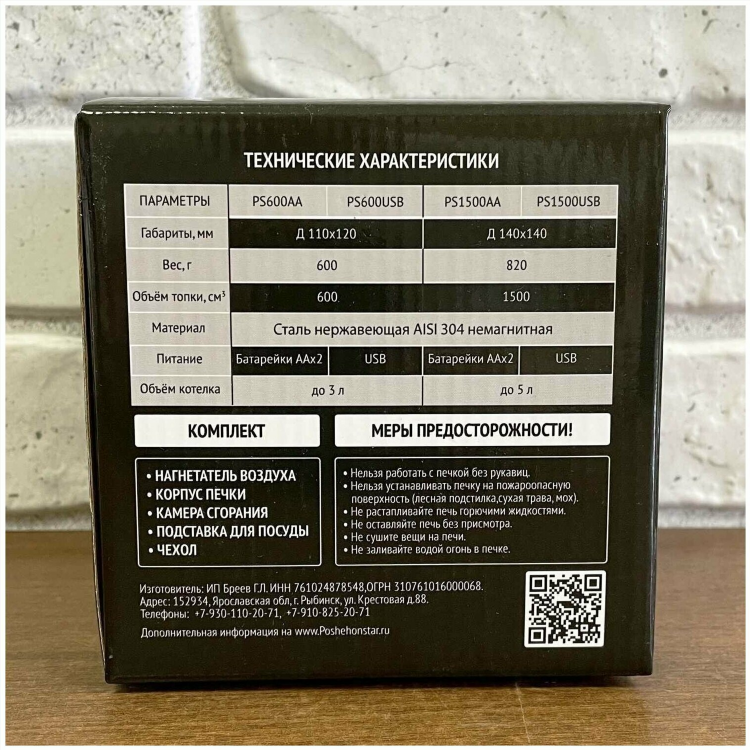 ТЕХНИЧЕСКИЕ ХАРАКТЕРИСТИКИ
ПАРАМЕТРЫ PS600AA PS600USB PS1500AA PS1500USB
Габариты, мм Д 110x120 Д 140x140
Вес, г 600 820
Объём топки, см³ 600 1500
Материал Сталь нержавеющая AISI 304 немагнитная
Питание Батарейки ААх2 USB Батарейки ААх2 USB
Объём котелка до 3 л до 5 л
КОМПЛЕКТ
• НАГНЕТАТЕЛЬ ВОЗДУХА
• КОРПУС ПЕЧКИ
• КАМЕРА СГОРАНИЯ
• ПОДСТАВКА ДЛЯ ПОСУДЫ
• ЧЕХОЛ
МЕРЫ ПРЕДОСТОРОЖНОСТИ!
• Нельзя работать с печкой без рукавиц.
• Нельзя устанавливать печку на пожароопасную
поверхность (лесная подстилка,сухая трава, мох).
• Не растапливайте печь горючими жидкостями.
• Не оставляйте печь без присмотра.
• Не сушите вещи на печи.
• Не заливайте водой огонь в печке.
Изготовитель: ИП Бреев Г.Л. ИНН 761024878548,ОГРН 310761016000068.
Адрес: 152934, Ярославская обл, г. Рыбинск, ул. Крестовая д.88.
Телефоны: +7-930-110-20-71, +7-910-825-20-71
Дополнительная информация на www.Poshehonstar.ru